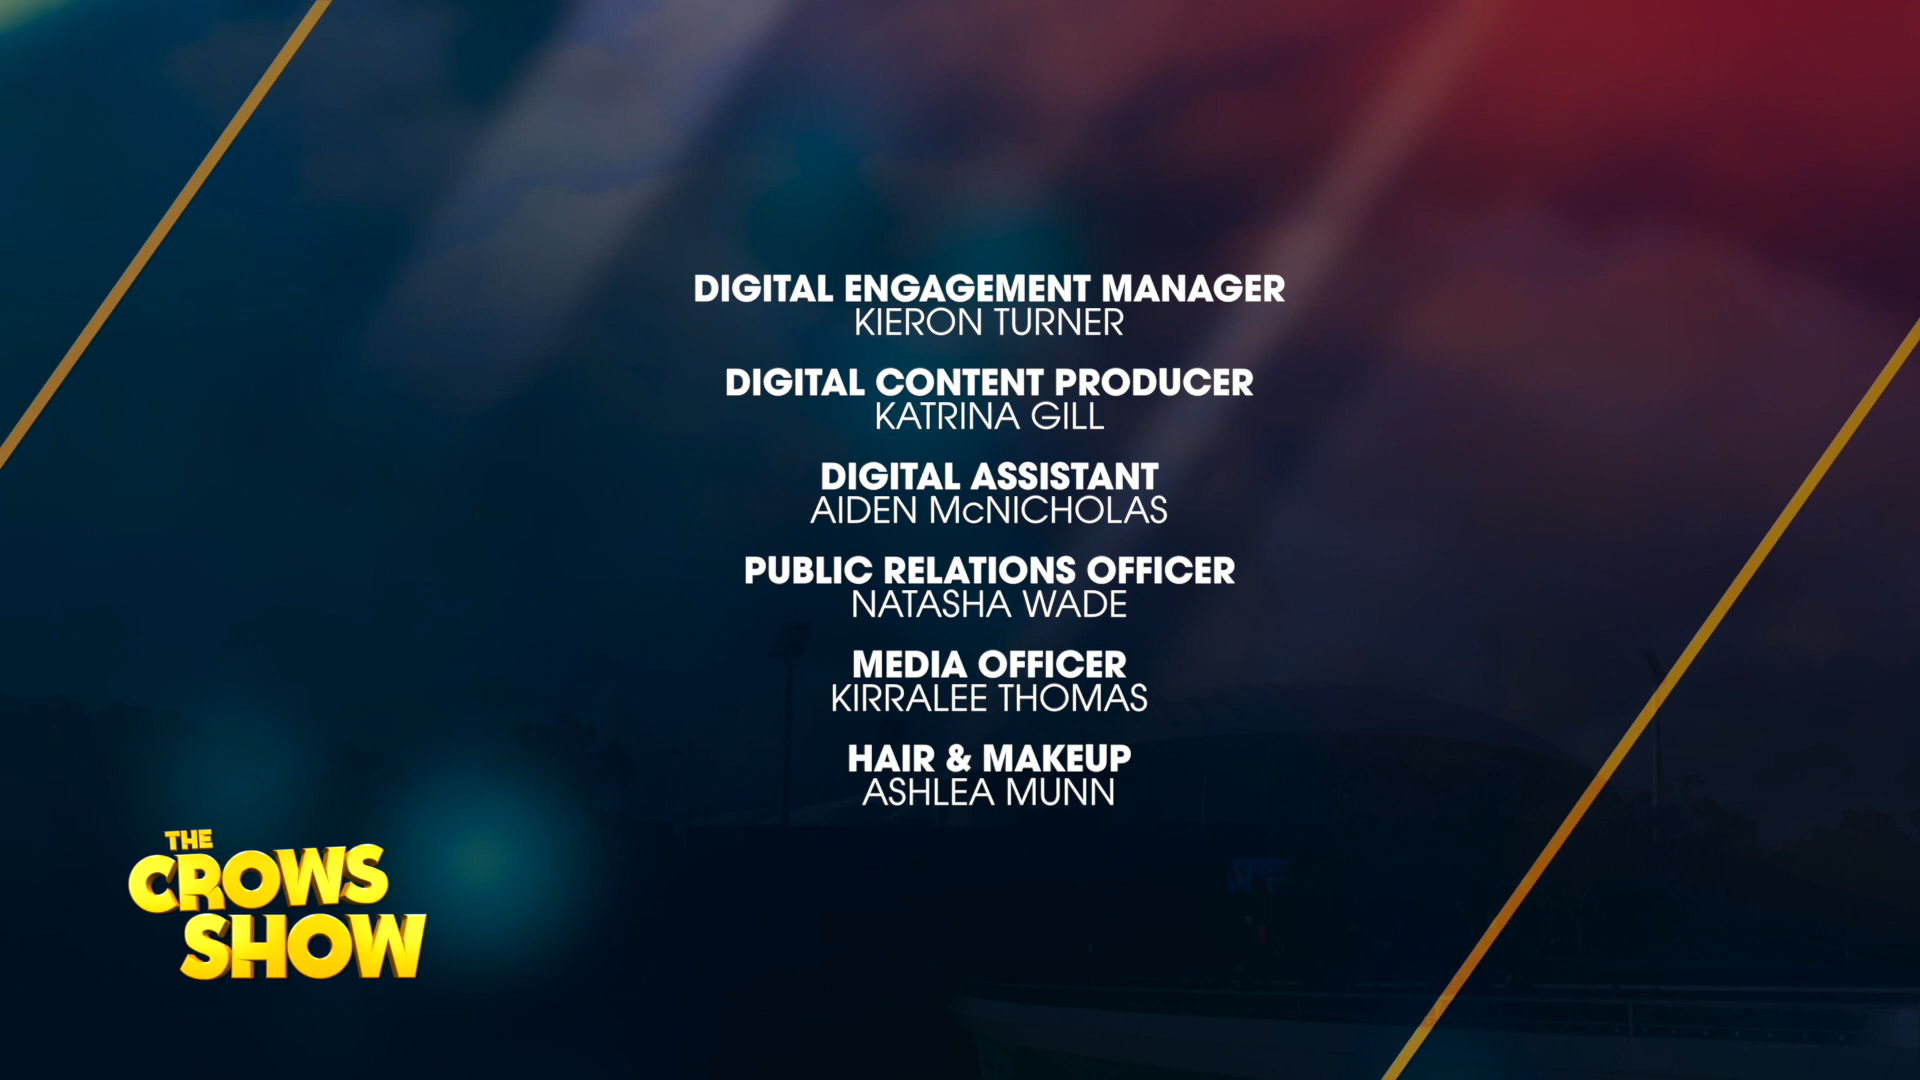 DIGITAL ENGAGEMENT MANAGER
KIERON TURNER
DIGITAL CONTENT PRODUCER
KATRINA GILL
DIGITAL ASSISTANT
AIDEN McNICHOLAS
PUBLIC RELATIONS OFFICER
NATASHA WADE
MEDIA OFFICER
KIRRALEE THOMAS
HAIR & MAKEUP
ASHLEA MUNN
THE
CROWS
SHOW